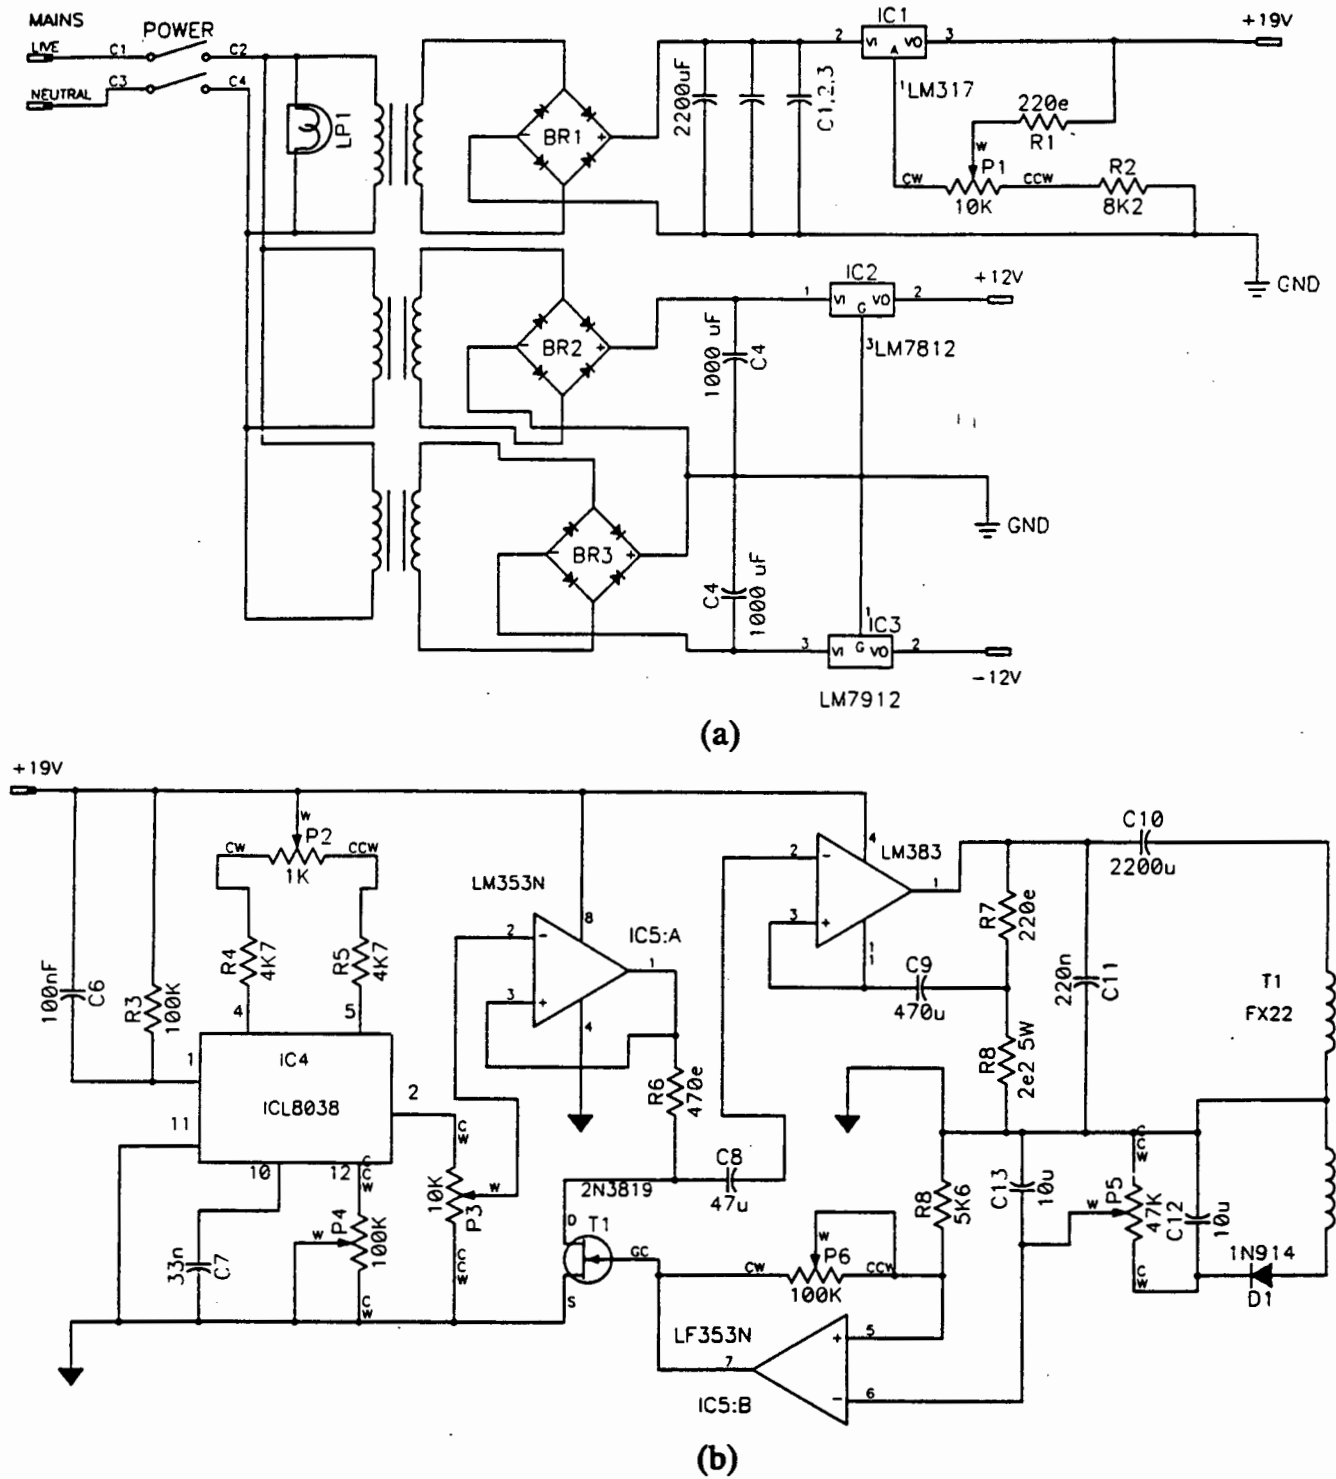 MAINS
POWER
LIVE
C1
C2
C3
C4
NEUTRAL
LP1
BR1
2200uF
C1,2,3
IC1
2
VI
VO
A
3
1
LM317
+19V
220e
R1
W
P1
CW
CCW
10K
R2
8K2
GND
BR2
1000 uF
C4
IC2
1
VI
VO
G
2
3
LM7812
+12V
GND
BR3
C4
1000 uF
1
IC3
3
VI
G
VO
2
-12V
LM7912
(a)
+19V
W
P2
CW
CCW
1K
R4
4K7
R5
4K7
100nF
C6
R3
100K
4
5
1
IC4
ICL8038
2
11
10
12
CCW
33n
C7
W
P4
100K
CW
CW
10K
W
P3
CCW
LM353N
2
8
IC5:A
1
3
4
R6
470e
2N3819
D
T1
GC
S
C8
47u
2
4
LM383
1
3
11
C9
470u
R7
220e
220n
C11
C10
2200u
T1
FX22
R8
2e2 5W
R8
5K6
C13
10u
W
CCW
P5
47K
CW
C12
10u
1N914
D1
W
P6
CW
CCW
100K
LF353N
7
5
+
6
-
IC5:B
(b)